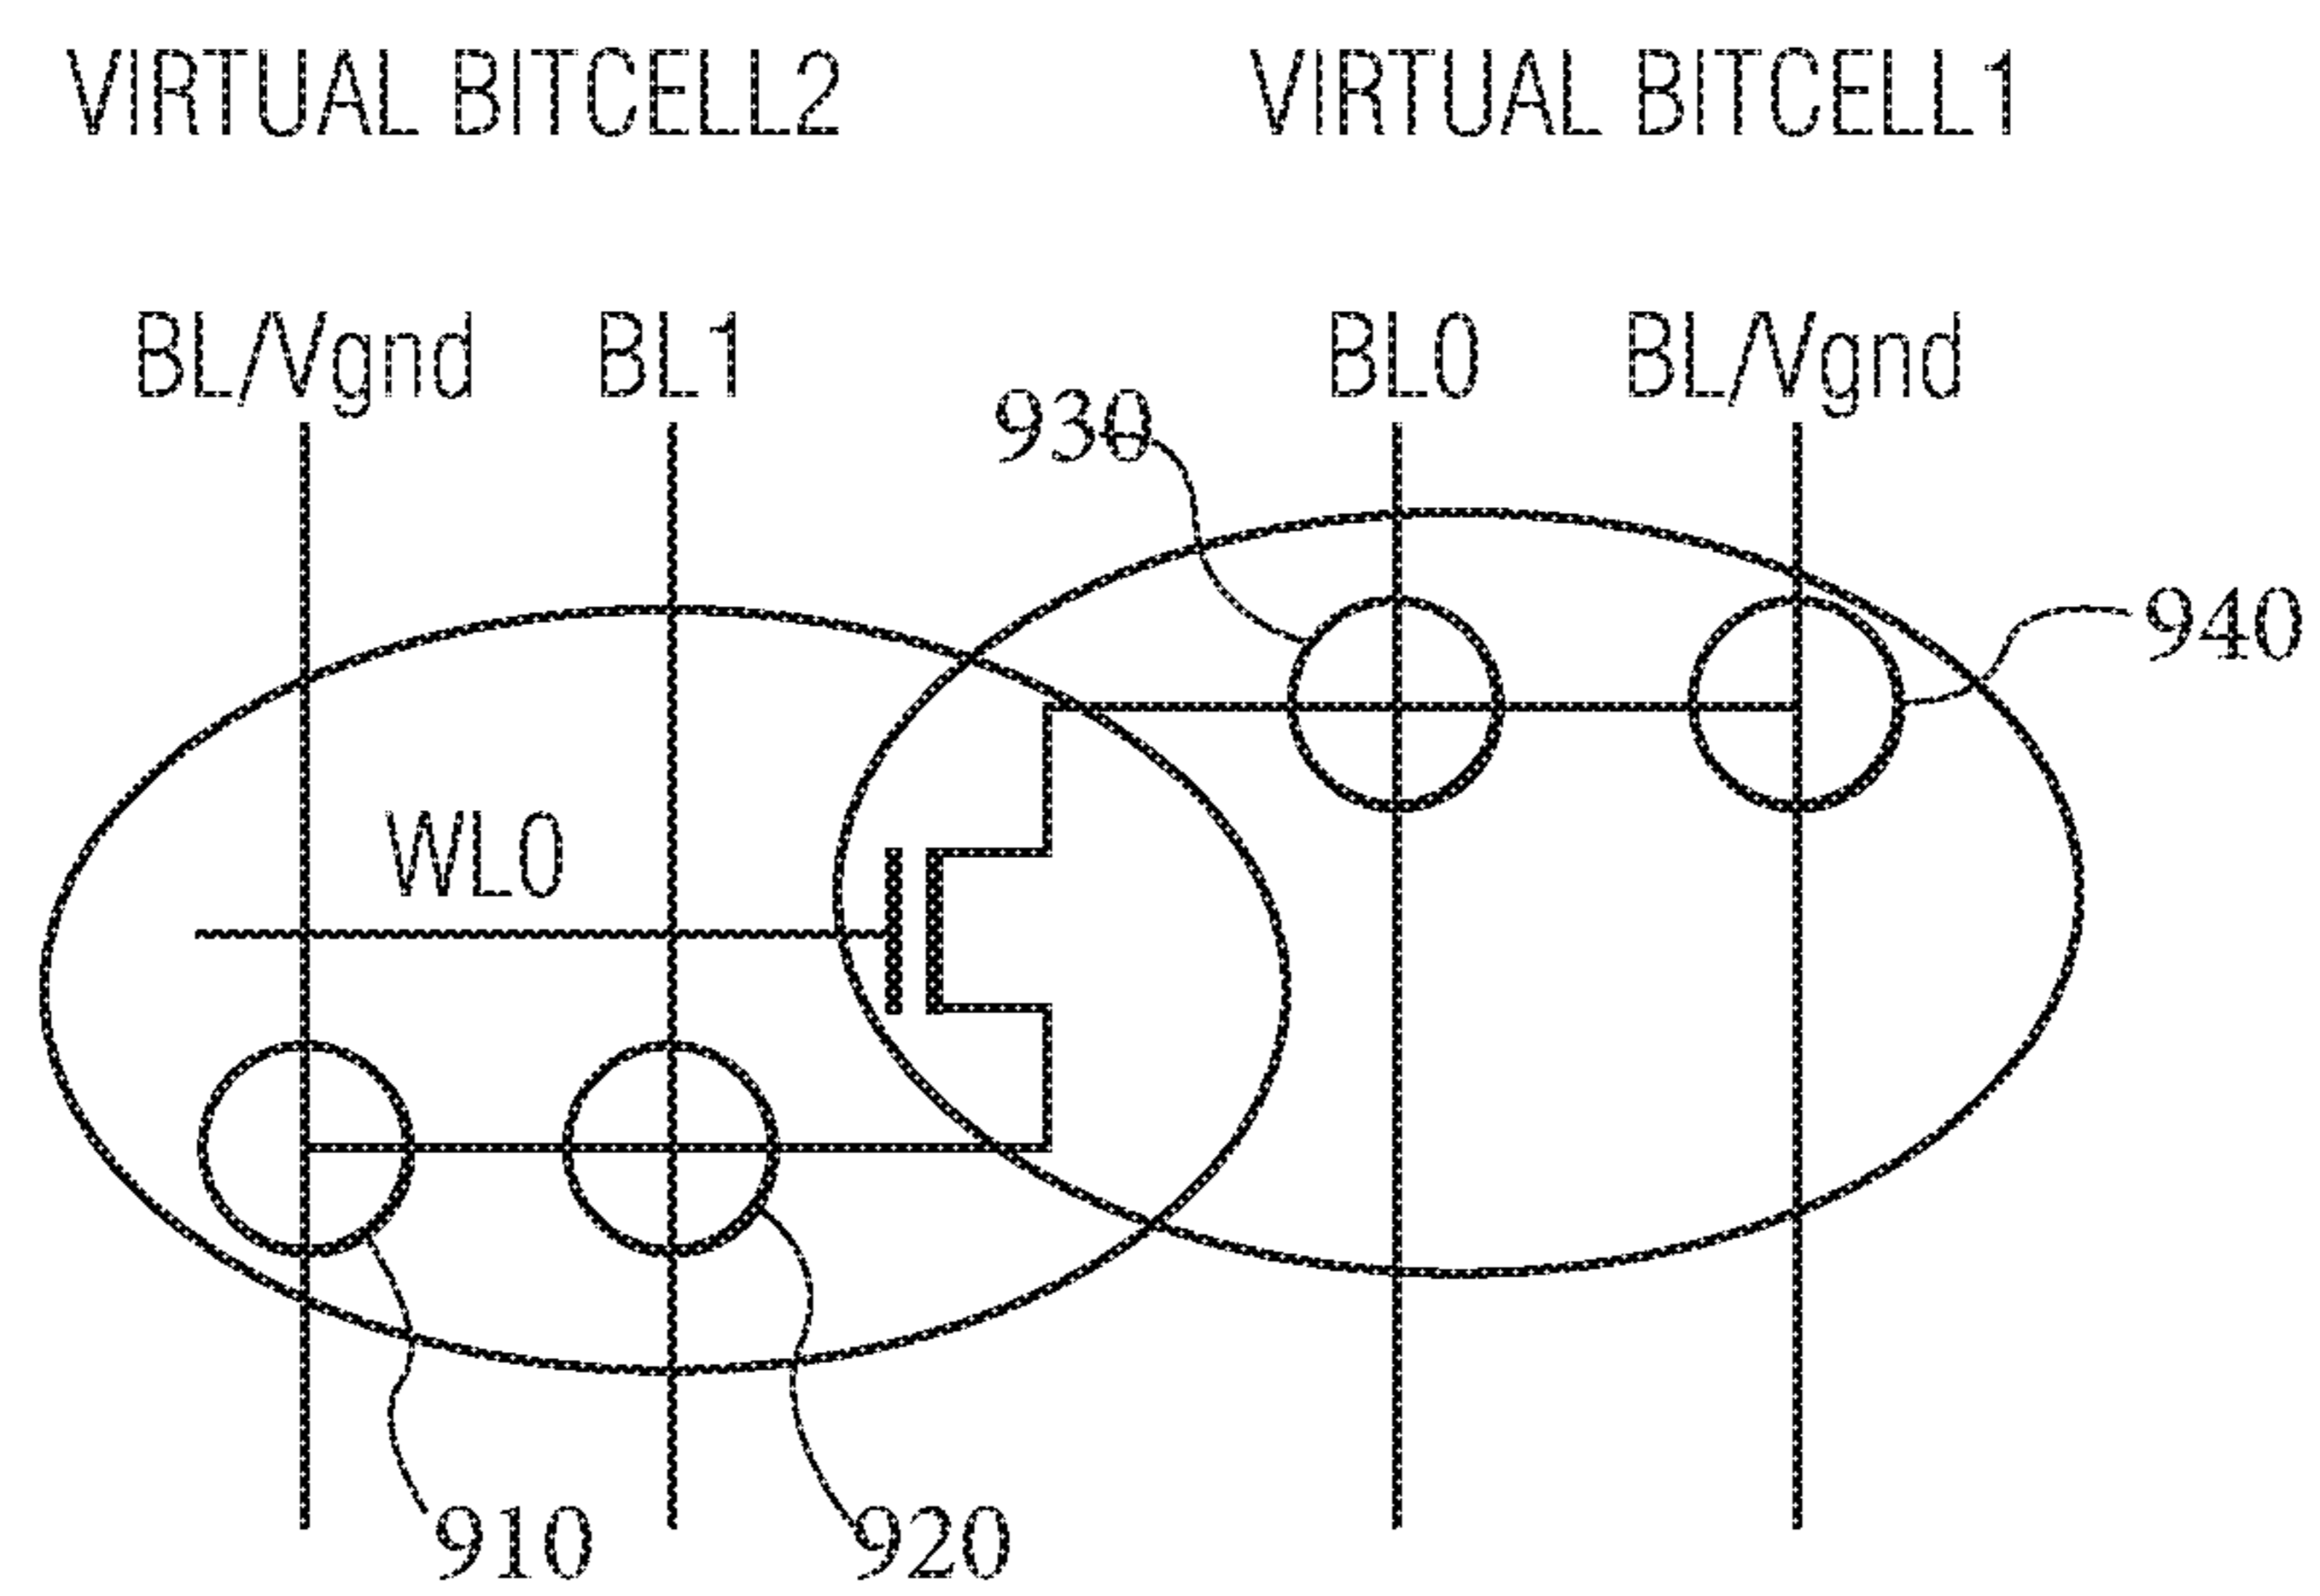 VIRTUAL BITCELL2
VIRTUAL BITCELL1
BL/Vgnd
BL1
BL0
BL/Vgnd
930
940
WL0
910
920